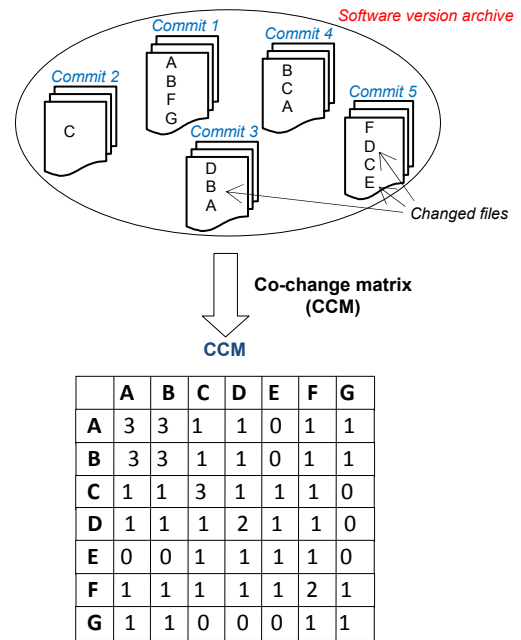 Software version archive
Commit 1
A
B
F
G
Commit 4
B
C
A
Commit 2
C
Commit 5
F
D
C
E
Commit 3
D
B
A
Changed files
Co-change matrix
(CCM)
CCM
A B C D E F G
A 3 3 1 1 0 1 1
B 3 3 1 1 0 1 1
C 1 1 3 1 1 1 0
D 1 1 1 2 1 1 0
E 0 0 1 1 1 1 0
F 1 1 1 1 1 2 1
G 1 1 0 0 0 1 1